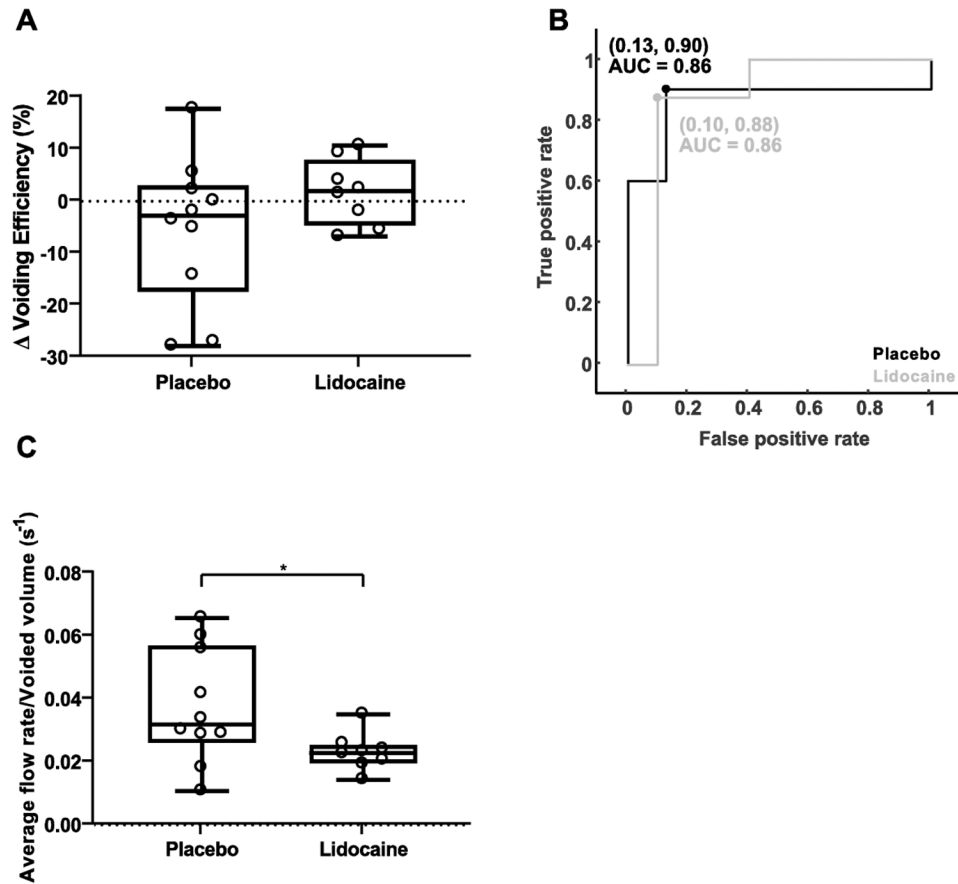 A
Δ Voiding Efficiency (%)
20
10
0
-10
-20
-30
Placebo
Lidocaine
B
(0.13, 0.90)
AUC = 0.86
(0.10, 0.88)
AUC = 0.86
True positive rate
1
0.8
0.6
0.4
0.2
0
Placebo
Lidocaine
0 0.2 0.4 0.6 0.8 1
False positive rate
C
Average flow rate/Voided volume (s⁻¹)
0.08
0.06
0.04
0.02
0.00
*
Placebo
Lidocaine